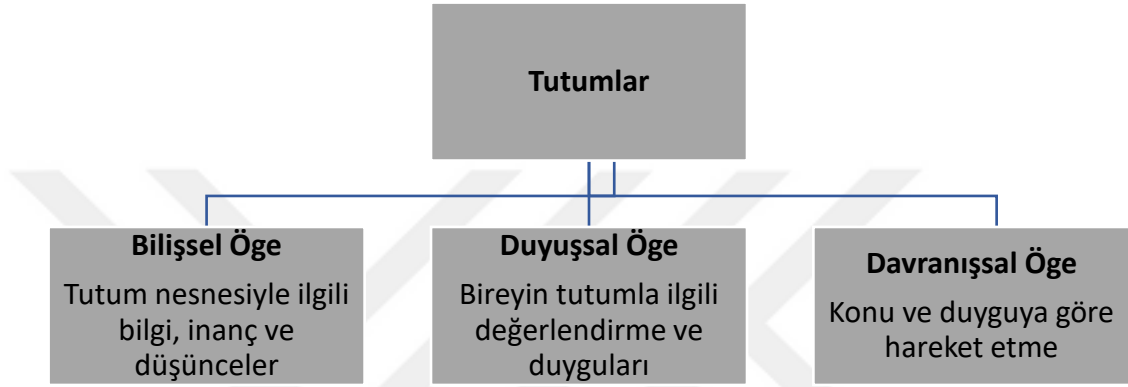 Tutumlar
Bilişsel Öge
Tutum nesnesiyle ilgili
bilgi, inanç ve
düşünceler
Duyuşsal Öge
Bireyin tutumla ilgili
değerlendirme ve
duyguları
Davranışsal Öge
Konu ve duyguya göre
hareket etme